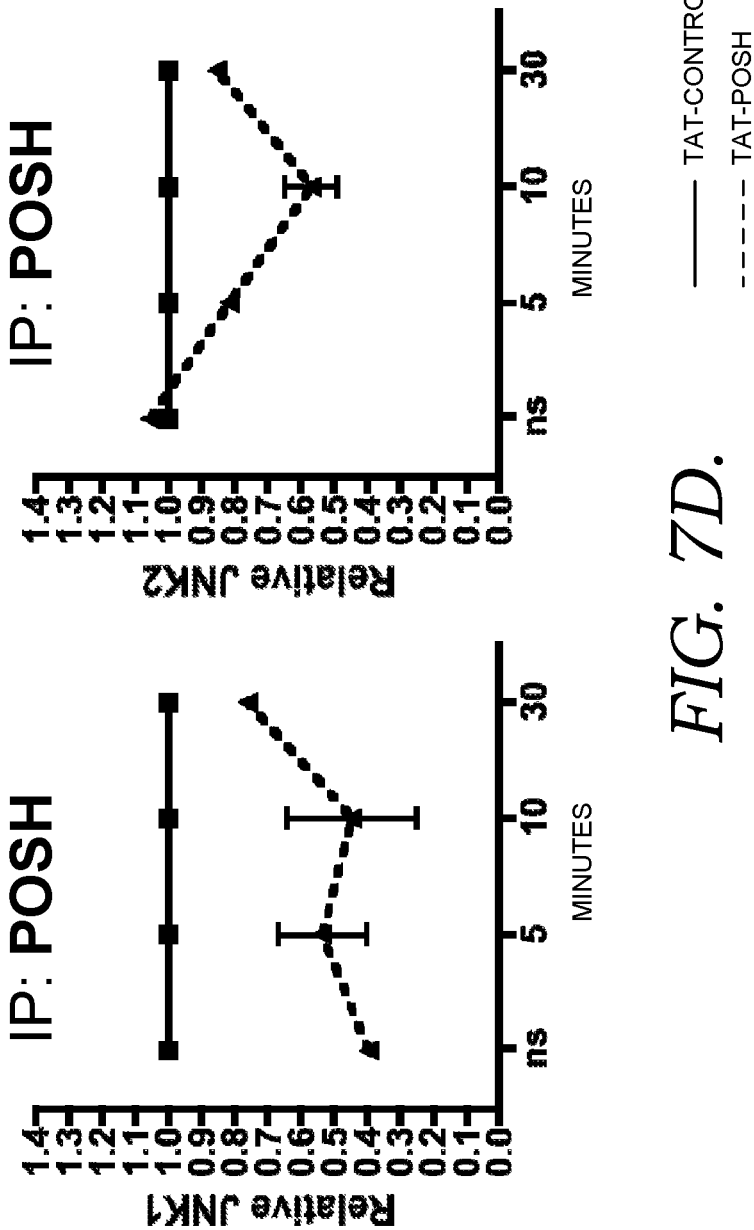 IP: POSH
Relative JNK1
1.4
1.3
1.2
1.1
1.0
0.9
0.8
0.7
0.6
0.5
0.4
0.3
0.2
0.1
0.0
ns 5 10 30
MINUTES
IP: POSH
Relative JNK2
1.4
1.3
1.2
1.1
1.0
0.9
0.8
0.7
0.6
0.5
0.4
0.3
0.2
0.1
0.0
ns 5 10 30
MINUTES
TAT-CONTRO
TAT-POSH
FIG. 7D.